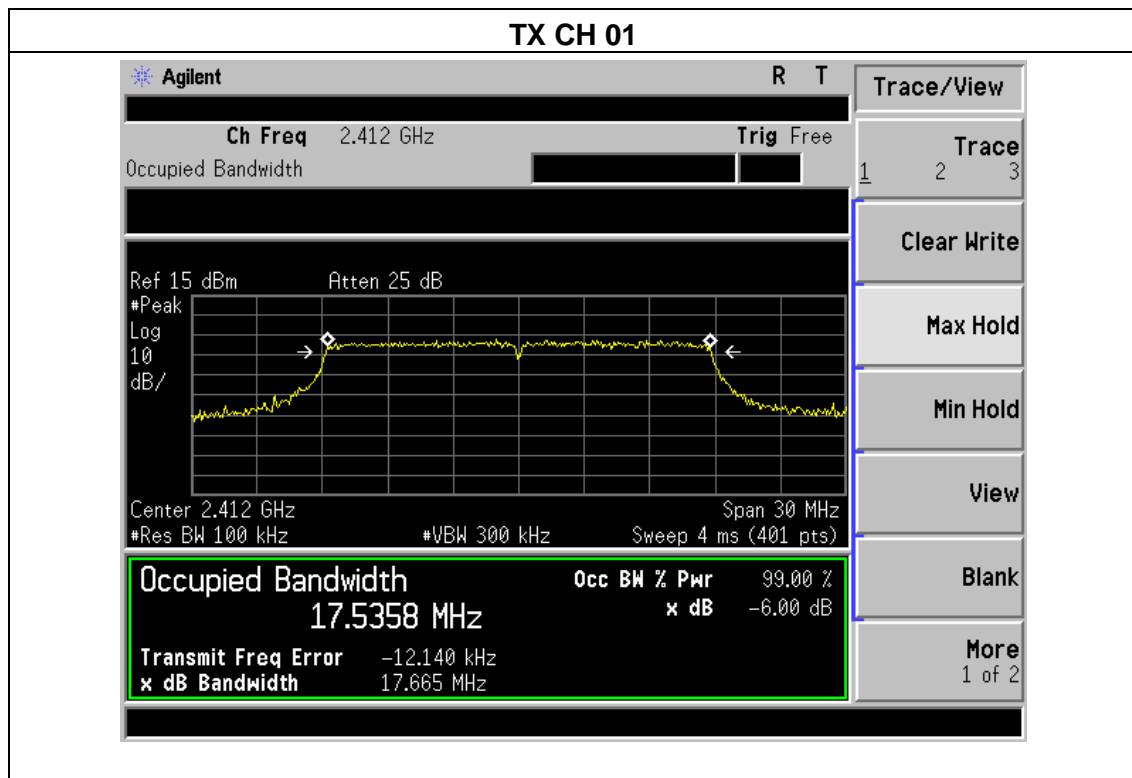 TX CH 01
Agilent R T
Trace/View
Ch Freq 2.412 GHz Trig Free
Occupied Bandwidth
Trace
1 2 3
Clear Write
Ref 15 dBm Atten 25 dB
#Peak
Log
10
dB/
Max Hold
Min Hold
View
Center 2.412 GHz Span 30 MHz
#Res BW 100 kHz #VBW 300 kHz Sweep 4 ms (401 pts)
Occupied Bandwidth Occ BW % Pwr 99.00 %
17.5358 MHz x dB -6.00 dB
Blank
Transmit Freq Error -12.140 kHz
x dB Bandwidth 17.665 MHz
More
1 of 2